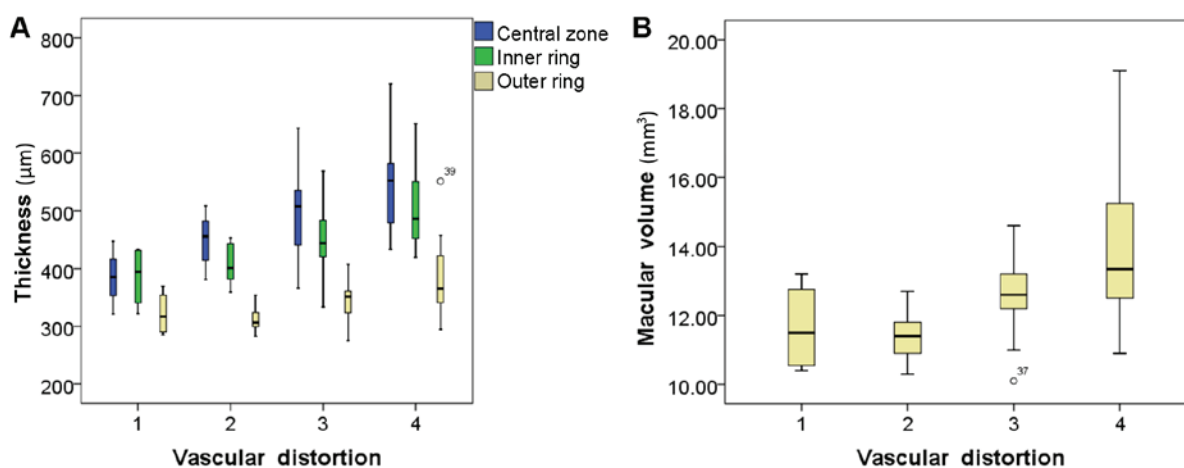 A
Thickness (µm)
800
700
600
500
400
300
200
39
1 2 3 4
Vascular distortion
Central zone
Inner ring
Outer ring
B
Macular volume (mm³)
20.00
18.00
16.00
14.00
12.00
10.00
37
1 2 3 4
Vascular distortion